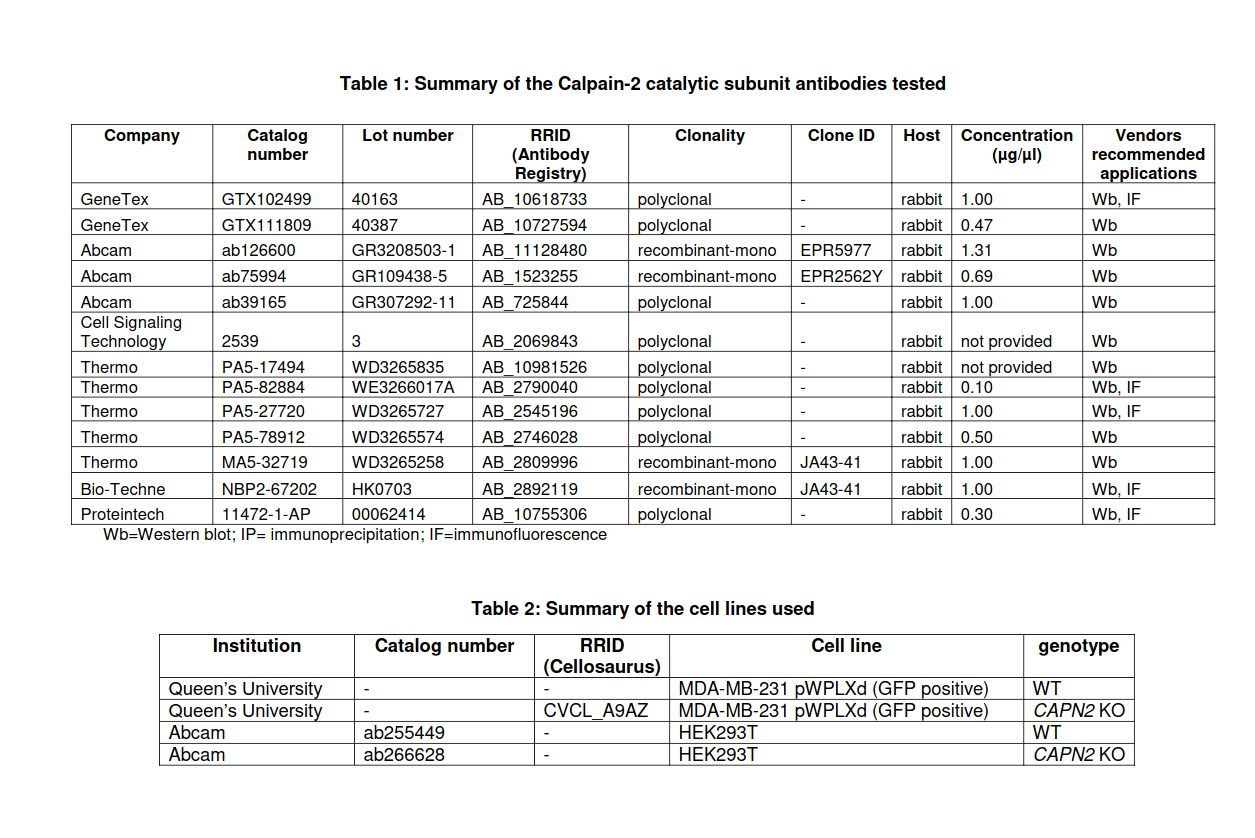 Table 1: Summary of the Calpain-2 catalytic subunit antibodies tested
Company Catalog number Lot number RRID (Antibody Registry) Clonality Clone ID Host Concentration (µg/µl) Vendors recommended applications
GeneTex GTX102499 40163 AB_10618733 polyclonal - rabbit 1.00 Wb, IF
GeneTex GTX111809 40387 AB_10727594 polyclonal - rabbit 0.47 Wb
Abcam ab126600 GR3208503-1 AB_11128480 recombinant-mono EPR5977 rabbit 1.31 Wb
Abcam ab75994 GR109438-5 AB_1523255 recombinant-mono EPR2562Y rabbit 0.69 Wb
Abcam ab39165 GR307292-11 AB_725844 polyclonal - rabbit 1.00 Wb
Cell Signaling Technology 2539 3 AB_2069843 polyclonal - rabbit not provided Wb
Thermo PA5-17494 WD3265835 AB_10981526 polyclonal - rabbit not provided Wb
Thermo PA5-82884 WE3266017A AB_2790040 polyclonal - rabbit 0.10 Wb, IF
Thermo PA5-27720 WD3265727 AB_2545196 polyclonal - rabbit 1.00 Wb, IF
Thermo PA5-78912 WD3265574 AB_2746028 polyclonal - rabbit 0.50 Wb
Thermo MA5-32719 WD3265258 AB_2809996 recombinant-mono JA43-41 rabbit 1.00 Wb
Bio-Techne NBP2-67202 HK0703 AB_2892119 recombinant-mono JA43-41 rabbit 1.00 Wb, IF
Proteintech 11472-1-AP 00062414 AB_10755306 polyclonal - rabbit 0.30 Wb, IF
Wb=Western blot; IP= immunoprecipitation; IF=immunofluorescence
Table 2: Summary of the cell lines used
Institution Catalog number RRID (Cellosaurus) Cell line genotype
Queen's University - - MDA-MB-231 pWPLXd (GFP positive) WT
Queen's University - CVCL_A9AZ MDA-MB-231 pWPLXd (GFP positive) CAPN2 KO
Abcam ab255449 - HEK293T WT
Abcam ab266628 - HEK293T CAPN2 KO